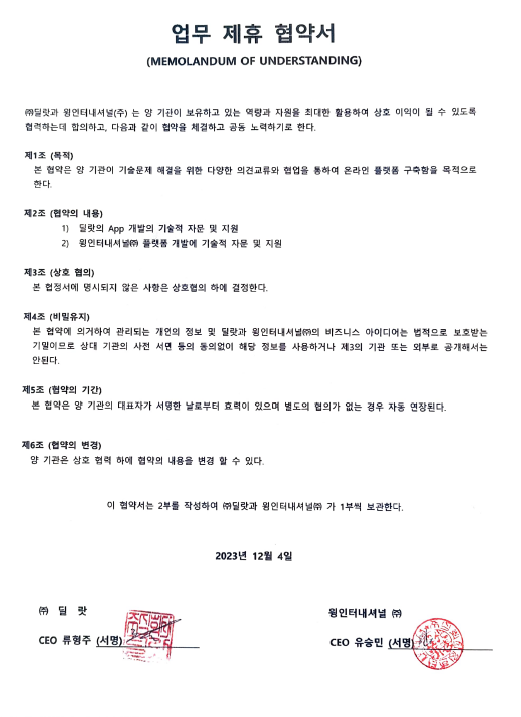 업무 제휴 협약서
(MEMOLANDUM OF UNDERSTANDING)
㈜딜랏과 윙인터내셔널(주) 는 양 기관이 보유하고 있는 역량과 자원을 최대한 활용하여 상호 이익이 될 수 있도록
협력하는데 합의하고, 다음과 같이 협약을 체결하고 공동 노력하기로 한다.
제1조 (목적)
본 협약은 양 기관이 기술문제 해결을 위한 다양한 의견교류와 협업을 통하여 온라인 플랫폼 구축함을 목적으로
한다.
제2조 (협약의 내용)
1) 딜랏의 App 개발의 기술적 자문 및 지원
2) 윙인터내셔널㈜ 플랫폼 개발에 기술적 자문 및 지원
제3조 (상호 협의)
본 협정서에 명시되지 않은 사항은 상호협의 하에 결정한다.
제4조 (비밀유지)
본 협약에 의거하여 관리되는 개인의 정보 및 딜랏과 윙인터내셔널㈜의 비즈니스 아이디어는 법적으로 보호받는
기밀이므로 상대 기관의 사전 서면 등의 동의없이 해당 정보를 사용하거나 제3의 기관 또는 외부로 공개해서는
안된다.
제5조 (협약의 기간)
본 협약은 양 기관의 대표자가 서명한 날로부터 효력이 있으며 별도의 협의가 없는 경우 자동 연장된다.
제6조 (협약의 변경)
양 기관은 상호 협력 하에 협약의 내용을 변경 할 수 있다.
이 협약서는 2부를 작성하여 ㈜딜랏과 윙인터내셔널㈜ 가 1부씩 보관한다.
2023년 12월 4일
㈜ 딜 랏
윙인터내셔널 ㈜
CEO 류형주 (서명)
CEO 유승민 (서명)